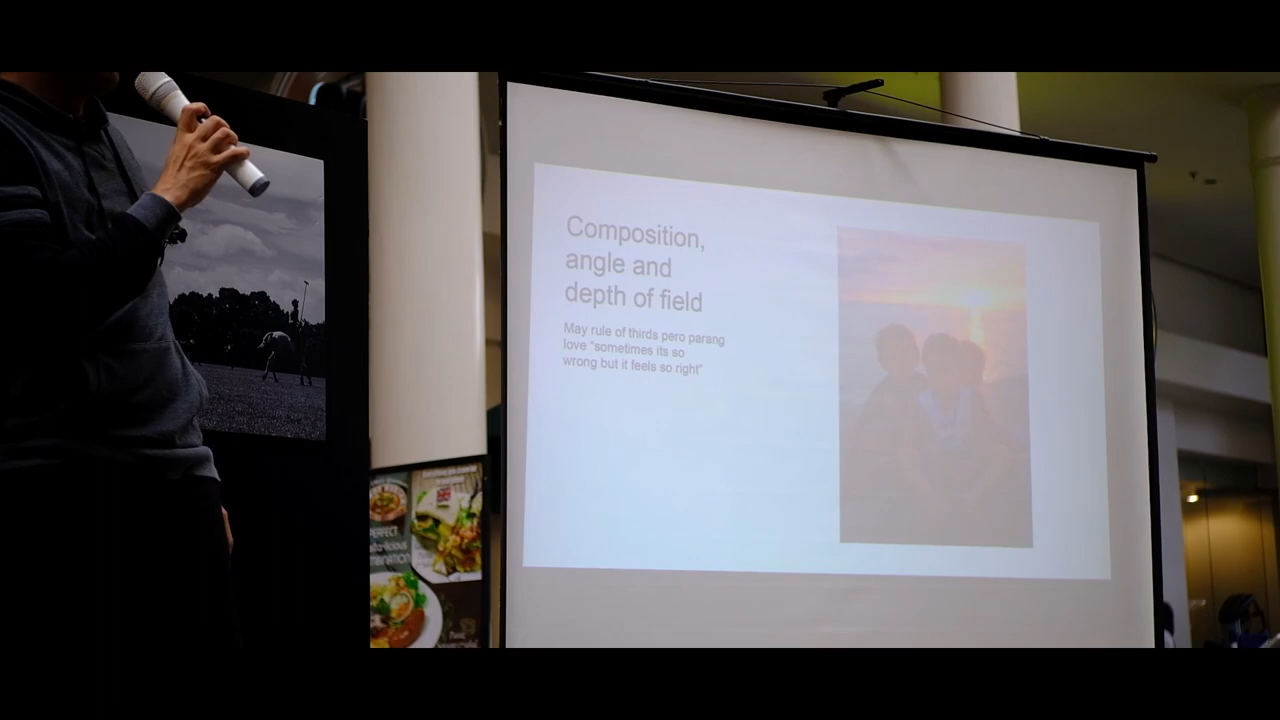 Composition,
angle and
depth of field
May rule of thirds pero parang
love "sometimes its so
wrong but it feels so right"
PERFECT